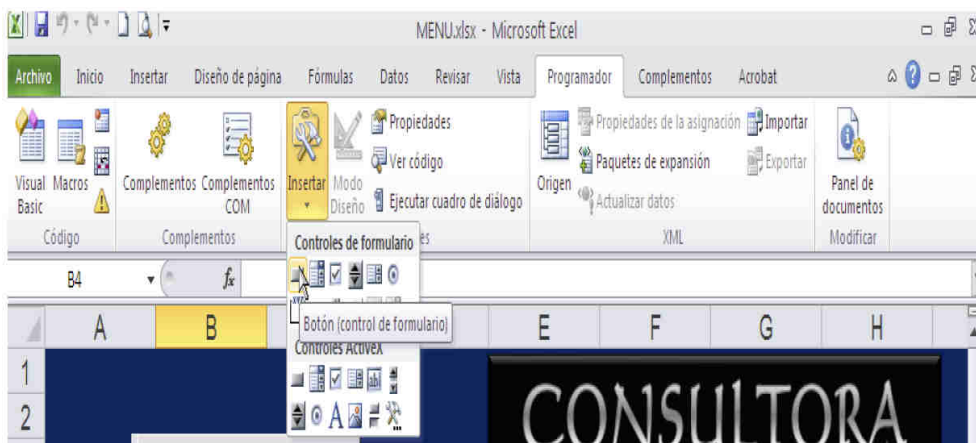 MENU.xlsx - Microsoft Excel
Archivo Inicio Insertar Diseño de página Fórmulas Datos Revisar Vista Programador Complementos Acrobat
Propiedades Propiedades de la asignación Importar
Ver código Paquetes de expansión Exportar
Visual Basic Macros Complementos Complementos COM Insertar Modo Diseño Ejecutar cuadro de diálogo Origen Actualizar datos Panel de documentos
Código Complementos XML Modificar
Controles de formulario
B4 fx
Botón (control de formulario)
Controles ActiveX
A B E F G H
1
2
CONSULTORA